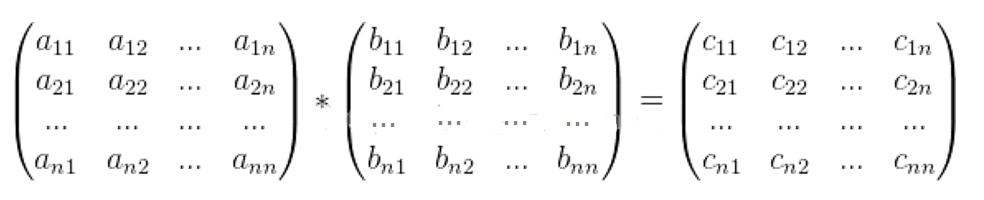 a₁₁ a₁₂ ... a₁ₙ b₁₁ b₁₂ ... b₁ₙ c₁₁ c₁₂ ... c₁ₙ
a₂₁ a₂₂ ... a₂ₙ * b₂₁ b₂₂ ... b₂ₙ = c₂₁ c₂₂ ... c₂ₙ
... ... ... ... ... ... ... ... ... ... ... ...
aₙ₁ aₙ₂ ... aₙₙ bₙ₁ bₙ₂ ... bₙₙ cₙ₁ cₙ₂ ... cₙₙ